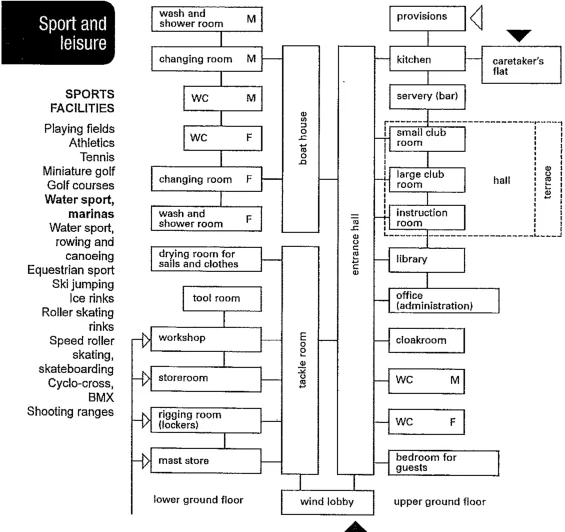 Sport and
leisure
SPORTS
FACILITIES
Playing fields
Athletics
Tennis
Miniature golf
Golf courses
Water sport,
marinas
Water sport,
rowing and
canoeing
Equestrian sport
Ski jumping
Ice rinks
Roller skating
rinks
Speed roller
skating,
skateboarding
Cyclo-cross,
BMX
Shooting ranges
wash and
shower room M
changing room M
WC M
WC F
changing room F
wash and
shower room F
drying room for
sails and clothes
tool room
workshop
storeroom
rigging room
(lockers)
mast store
lower ground floor
boat house
tackle room
entrance hall
wind lobby
provisions
kitchen
caretaker's
flat
servery (bar)
small club
room
large club
room
instruction
room
hall
terrace
library
office
(administration)
cloakroom
WC M
WC F
bedroom for
guests
upper ground floor